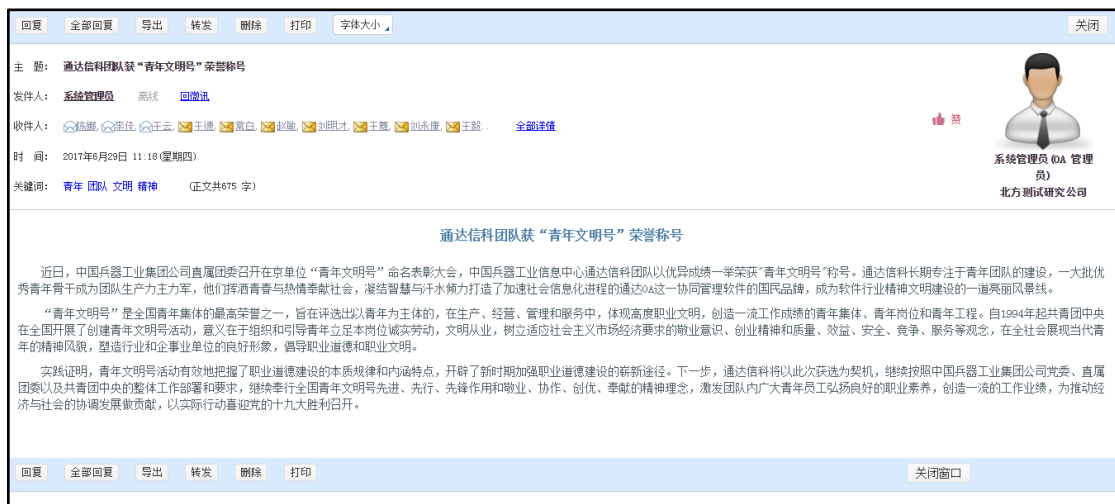 回复 全部回复 导出 转发 删除 打印 字体大小 关闭
主 题: 通达信科团队获“青年文明号”荣誉称号
发件人: 系统管理员 离线 回微讯
收件人: 陈娜, 李佳, 王云, 王德, 常白, 赵敏, 刘明才, 王轰, 刘永康, 王毅.. 全部详情
赞
时 间: 2017年6月29日 11:18(星期四)
关键词: 青年 团队 文明 精神 (正文共675 字)
系统管理员(OA 管理
员)
北方测试研究公司
通达信科团队获“青年文明号”荣誉称号
近日，中国兵器工业集团公司直属团委召开在京单位“青年文明号”命名表彰大会，中国兵器工业信息中心通达信科团队以优异成绩一举荣获"青年文明号"称号。通达信科长期专注于青年团队的建设，一大批优
秀青年骨干成为团队生产力主力军，他们挥洒青春与热情奉献社会，凝结智慧与汗水倾力打造了加速社会信息化进程的通达OA这一协同管理软件的国民品牌，成为软件行业精神文明建设的一道亮丽风景线。
“青年文明号”是全国青年集体的最高荣誉之一，旨在评选出以青年为主体的，在生产、经营、管理和服务中，体现高度职业文明，创造一流工作成绩的青年集体、青年岗位和青年工程。自1994年起共青团中央
在全国开展了创建青年文明号活动，意义在于组织和引导青年立足本岗位诚实劳动，文明从业，树立适应社会主义市场经济要求的敬业意识、创业精神和质量、效益、安全、竞争、服务等观念，在全社会展现当代青
年的精神风貌，塑造行业和企事业单位的良好形象，倡导职业道德和职业文明。
实践证明，青年文明号活动有效地把握了职业道德建设的本质规律和内涵特点，开辟了新时期加强职业道德建设的崭新途径。下一步，通达信科将以此次获选为契机，继续按照中国兵器工业集团公司党委、直属
团委以及共青团中央的整体工作部署和要求，继续奉行全国青年文明号先进、先行、先锋作用和敬业、协作、创优、奉献的精神理念，激发团队内广大青年员工弘扬良好的职业素养，创造一流的工作业绩，为推动经
济与社会的协调发展做贡献，以实际行动喜迎党的十九大胜利召开。
回复 全部回复 导出 转发 删除 打印 关闭窗口